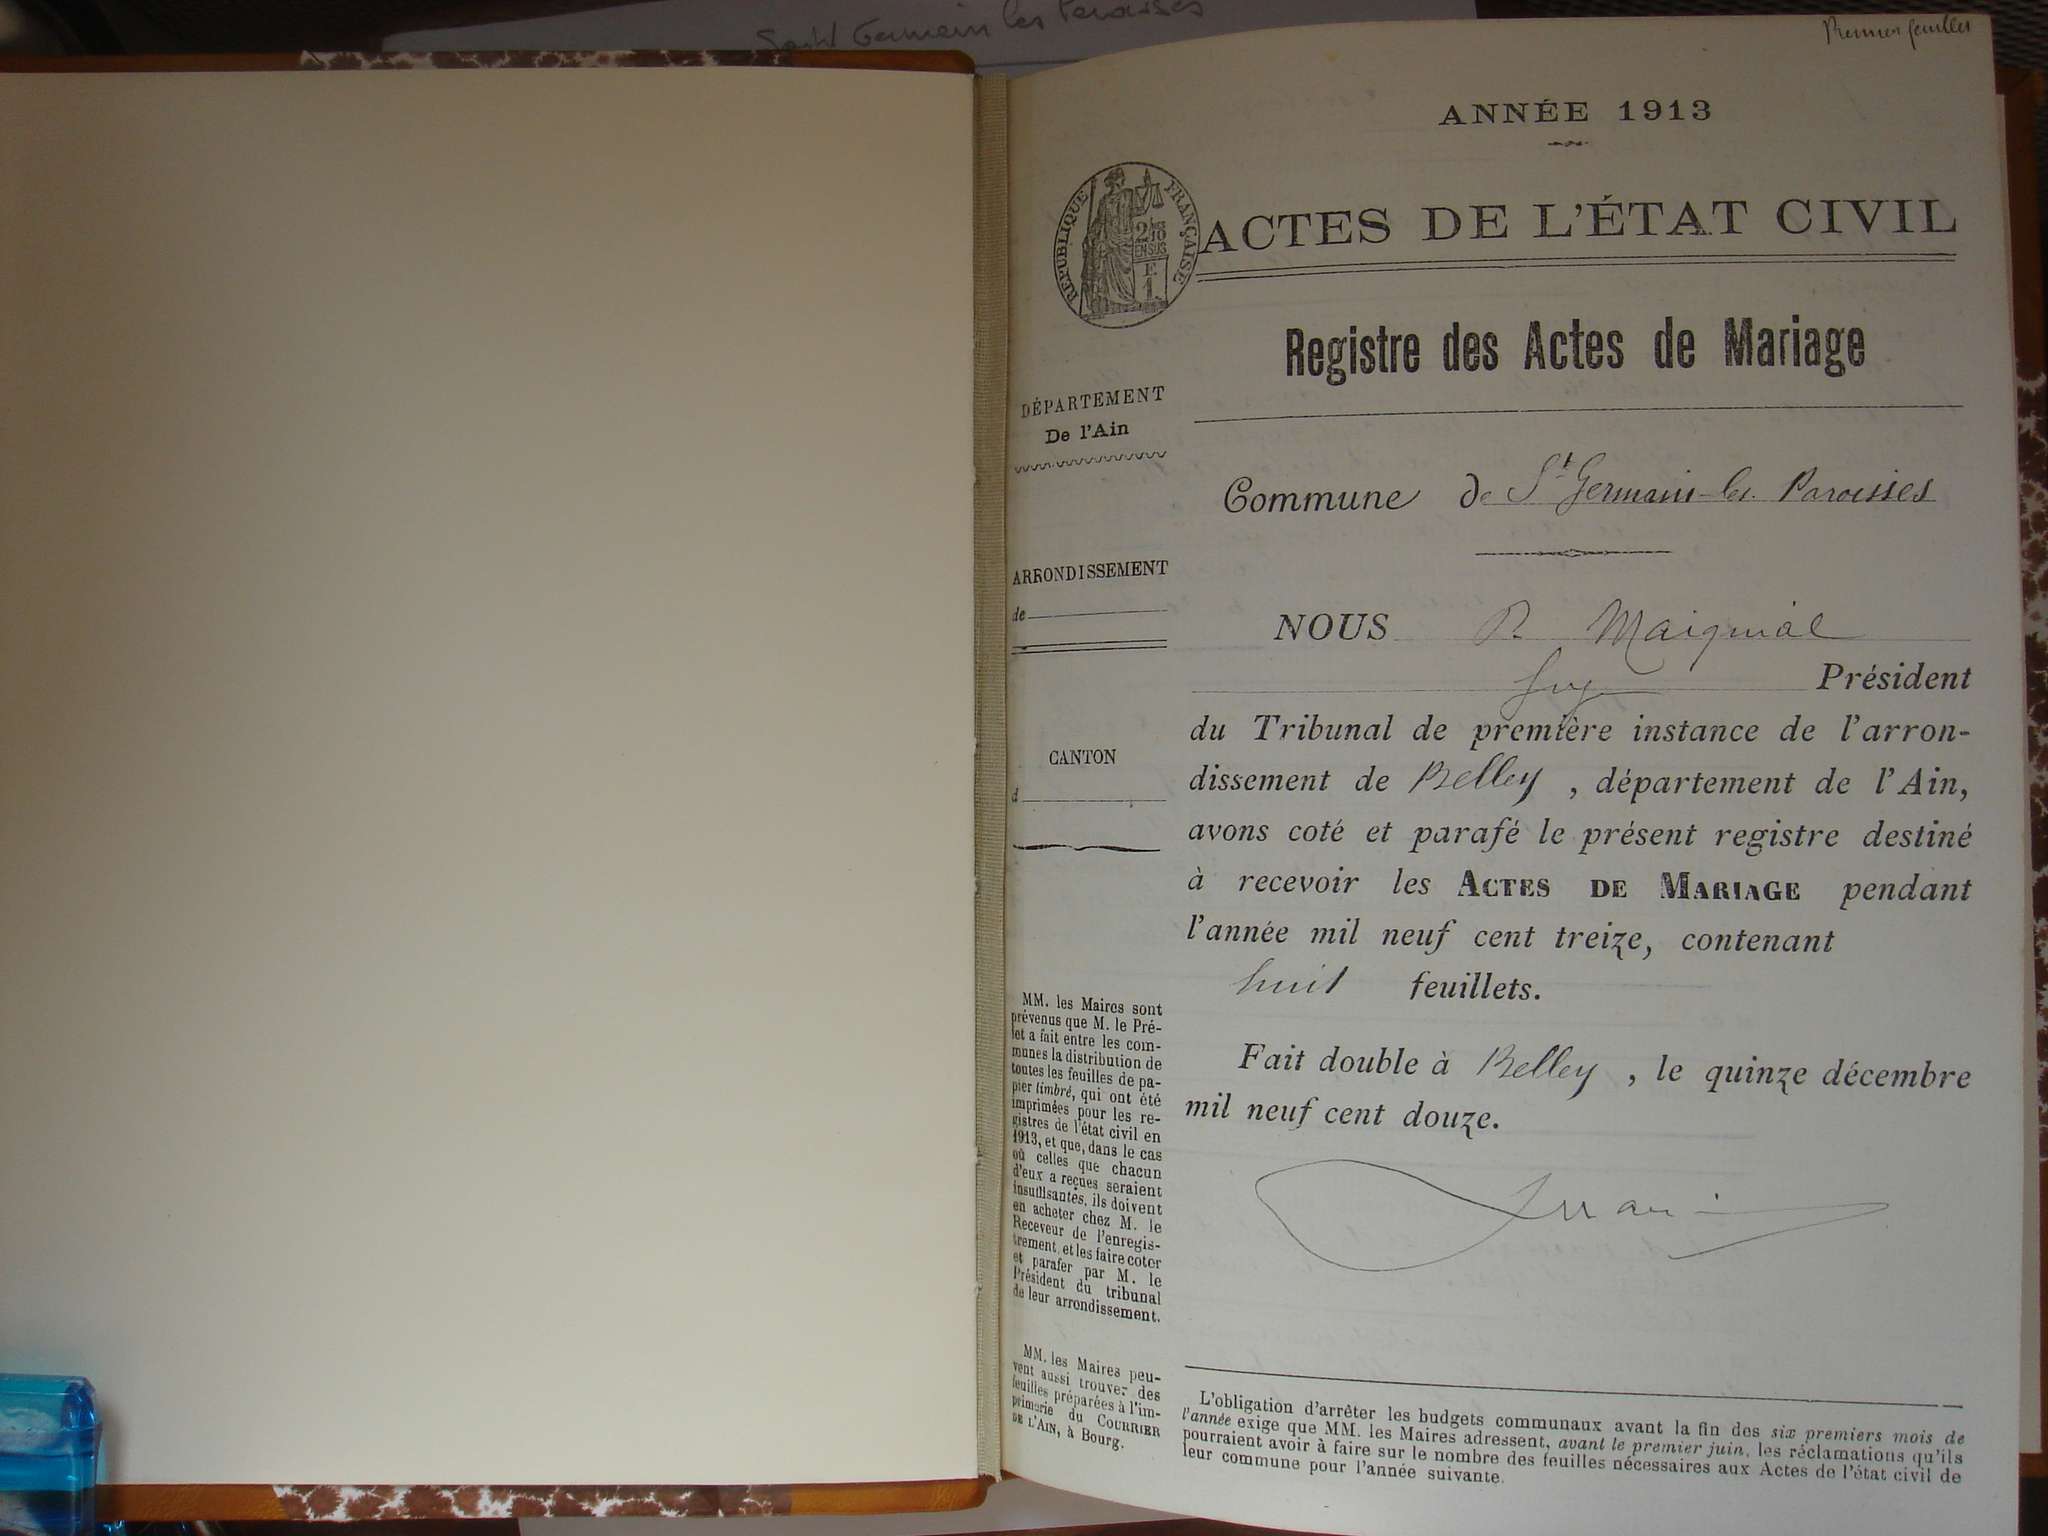 Saint Germain les Paroisses
Premier feuillet
ANNÉE 1913
RÉPUBLIQUE FRANÇAISE
2/10
EN SUS
F
1
ACTES DE L'ÉTAT CIVIL
Registre des Actes de Mariage
DÉPARTEMENT
De l'Ain
Commune de St Germain-les Paroisses
ARRONDISSEMENT
de
NOUS P. Maignial
Juge Président
du Tribunal de première instance de l'arron-
dissement de Belley, département de l'Ain,
avons coté et parafé le présent registre destiné
à recevoir les ACTES DE MARIAGE pendant
l'année mil neuf cent treize, contenant
huit feuillets.
CANTON
d
Fait double à Belley, le quinze décembre
mil neuf cent douze.
MM. les Maires sont
prévenus que M. le Pré-
fet a fait entre les com-
munes la distribution de
toutes les feuilles de pa-
pier timbré, qui ont été
imprimées pour les re-
gistres de l'état civil en
1913, et que, dans le cas
où celles que chacun
d'eux a reçues seraient
insuffisantes, ils doivent
en acheter chez M. le
Receveur de l'enregis-
trement, et les faire coter
et parafer par M. le
Président du tribunal
de leur arrondissement.
MM. les Maires peu-
vent aussi trouver des
feuilles préparées à l'im-
primerie du COURRIER
DE L'AIN, à Bourg.
L'obligation d'arrêter les budgets communaux avant la fin des six premiers mois de
l'année exige que MM. les Maires adressent, avant le premier juin, les réclamations qu'ils
pourraient avoir à faire sur le nombre des feuilles nécessaires aux Actes de l'état civil de
leur commune pour l'année suivante.